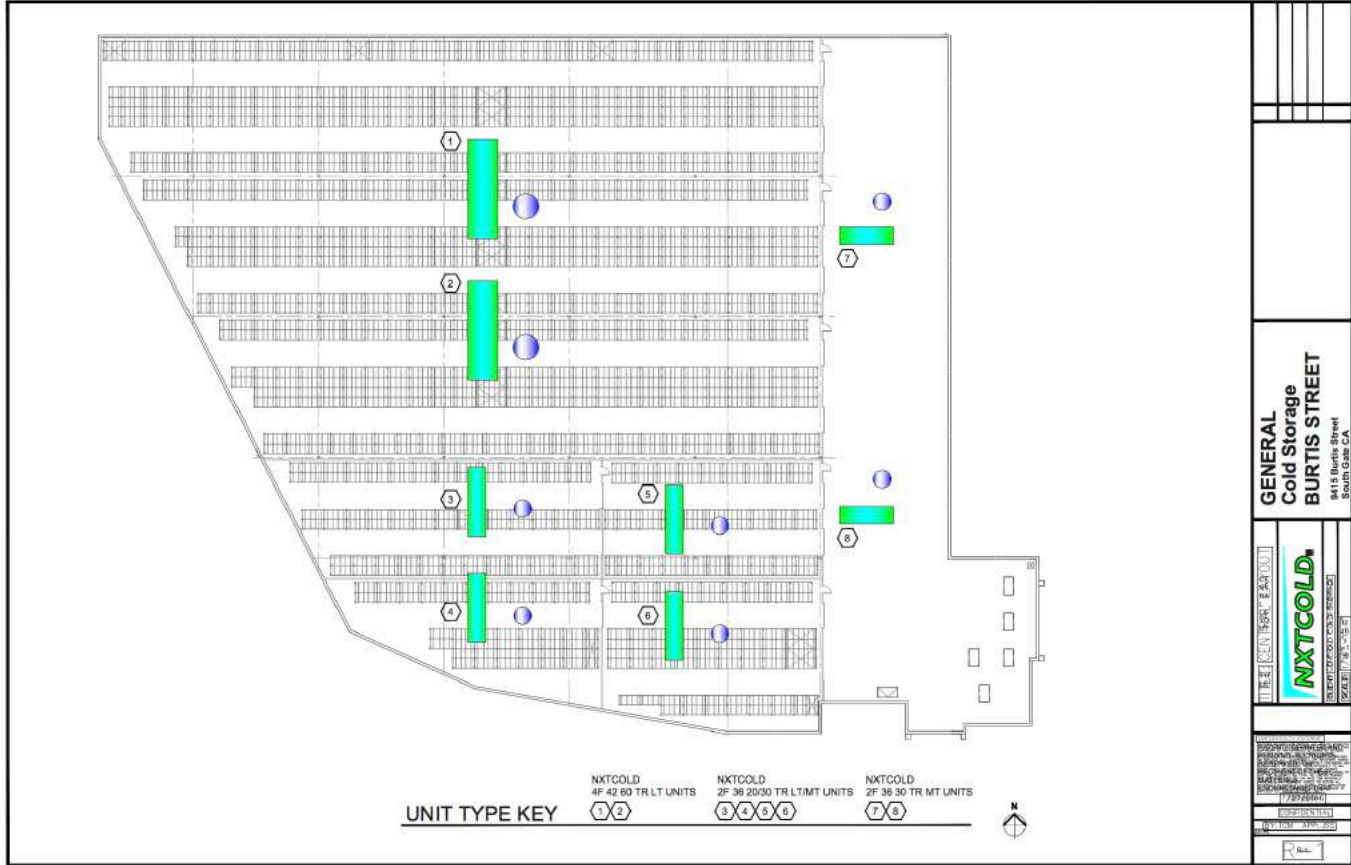 1
2
3
4
5
6
7
8
UNIT TYPE KEY
NXTCOLD
4F 42 60 TR LT UNITS
1 2
NXTCOLD
2F 36 20/30 TR LT/MT UNITS
3 4 5 6
NXTCOLD
2F 36 30 TR MT UNITS
7 8
N
GENERAL
Cold Storage
BURTIS STREET
9415 Burtis Street
South Gate CA
NXTCOLD
CONFIDENTIAL